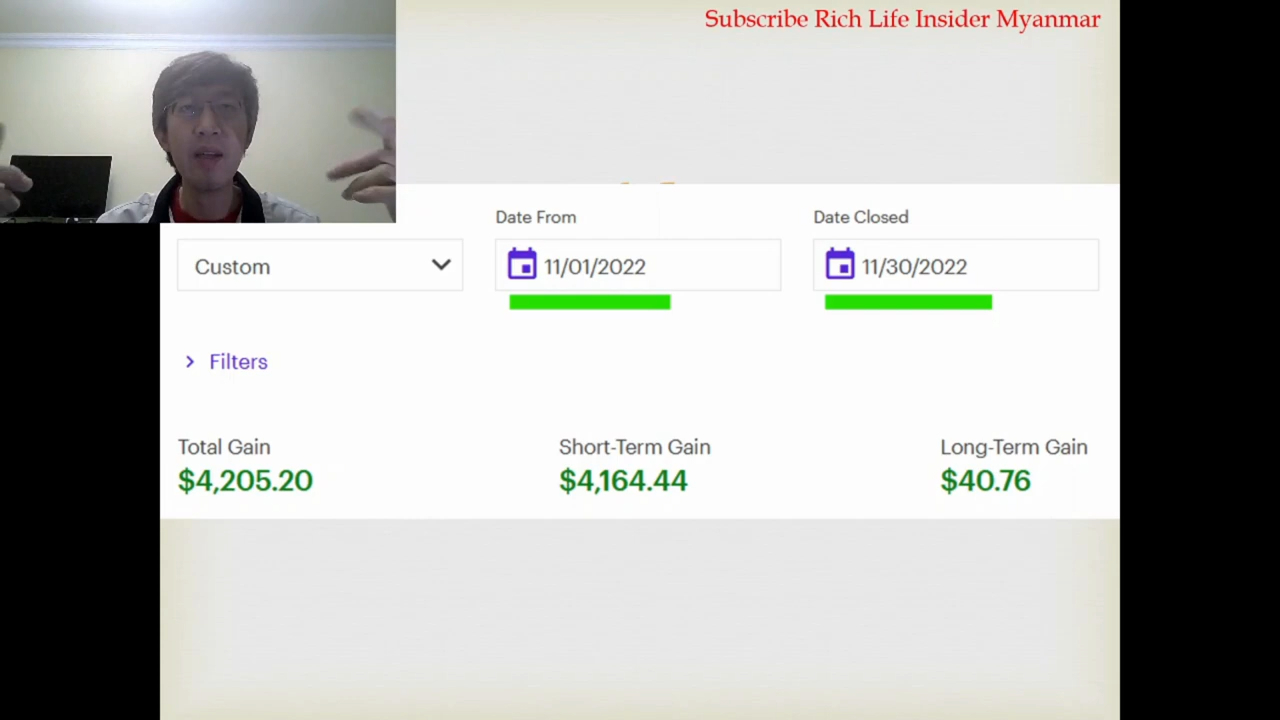 Subscribe Rich Life Insider Myanmar
Date From
Date Closed
Custom
11/01/2022
11/30/2022
Filters
Total Gain
Short-Term Gain
Long-Term Gain
$4,205.20
$4,164.44
$40.76